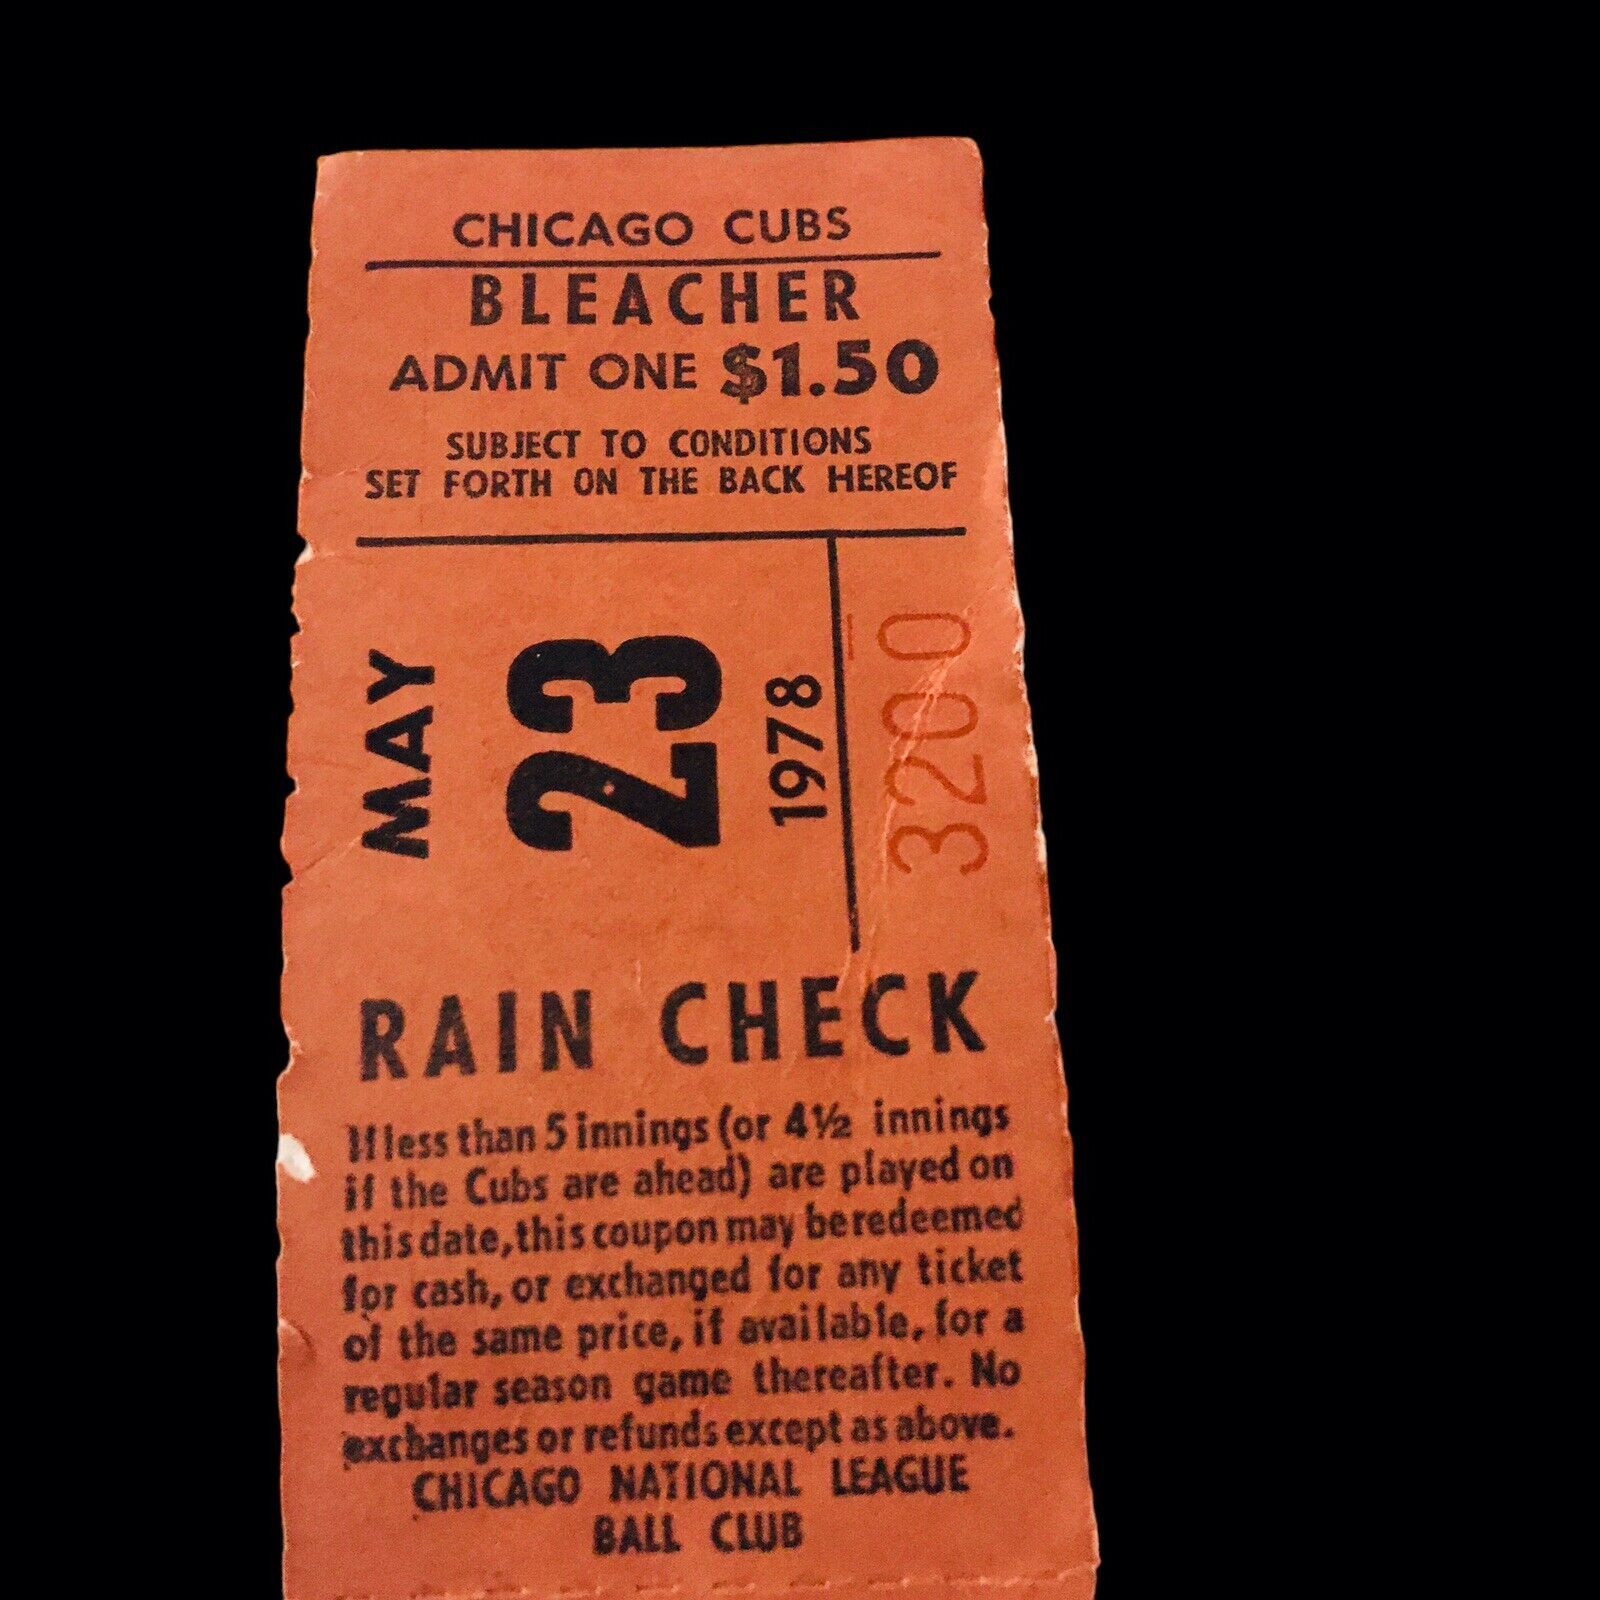 CHICAGO CUBS
BLEACHER
ADMIT ONE $1.50
SUBJECT TO CONDITIONS
SET FORTH ON THE BACK HEREOF
MAY
23
1978
3200
RAIN CHECK
If less than 5 innings (or 4½ innings
if the Cubs are ahead) are played on
this date, this coupon may be redeemed
for cash, or exchanged for any ticket
of the same price, if available, for a
regular season game thereafter. No
exchanges or refunds except as above.
CHICAGO NATIONAL LEAGUE
BALL CLUB